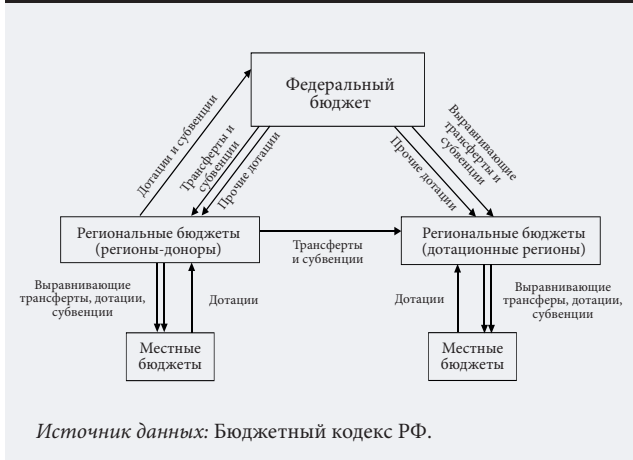 Федеральный
бюджет
Дотации и субвенции
Трансферты и
субвенции
Прочие дотации
Прочие дотации
Выравнивающие
трансферты и
субвенции
Региональные бюджеты
(регионы-доноры)
Трансферты
и субвенции
Региональные бюджеты
(дотационные регионы)
Выравнивающие
трансферты, дотации,
субвенции
Дотации
Дотации
Выравнивающие
трансферы, дотации,
субвенции
Местные
бюджеты
Местные
бюджеты
Источник данных: Бюджетный кодекс РФ.